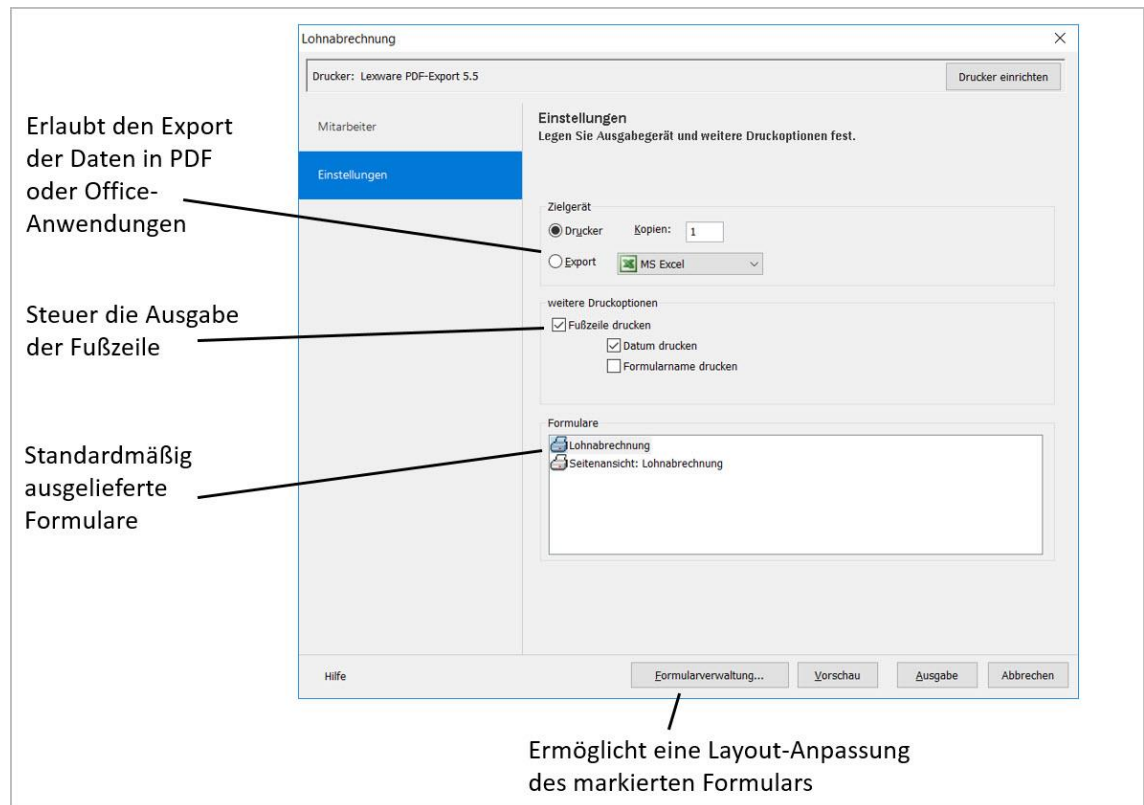 Lohnabrechnung
Drucker: Lexware PDF-Export 5.5
Drucker einrichten
Mitarbeiter
Einstellungen
Einstellungen
Legen Sie Ausgabegerät und weitere Druckoptionen fest.
Zielgerät
Drucker
Kopien:
1
Export
MS Excel
weitere Druckoptionen
Fußzeile drucken
Datum drucken
Formularname drucken
Formulare
Lohnabrechnung
Seitenansicht: Lohnabrechnung
Hilfe
Formularverwaltung...
Vorschau
Ausgabe
Abbrechen
Erlaubt den Export
der Daten in PDF
oder Office-
Anwendungen
Steuer die Ausgabe
der Fußzeile
Standardmäßig
ausgelieferte
Formulare
Ermöglicht eine Layout-Anpassung
des markierten Formulars